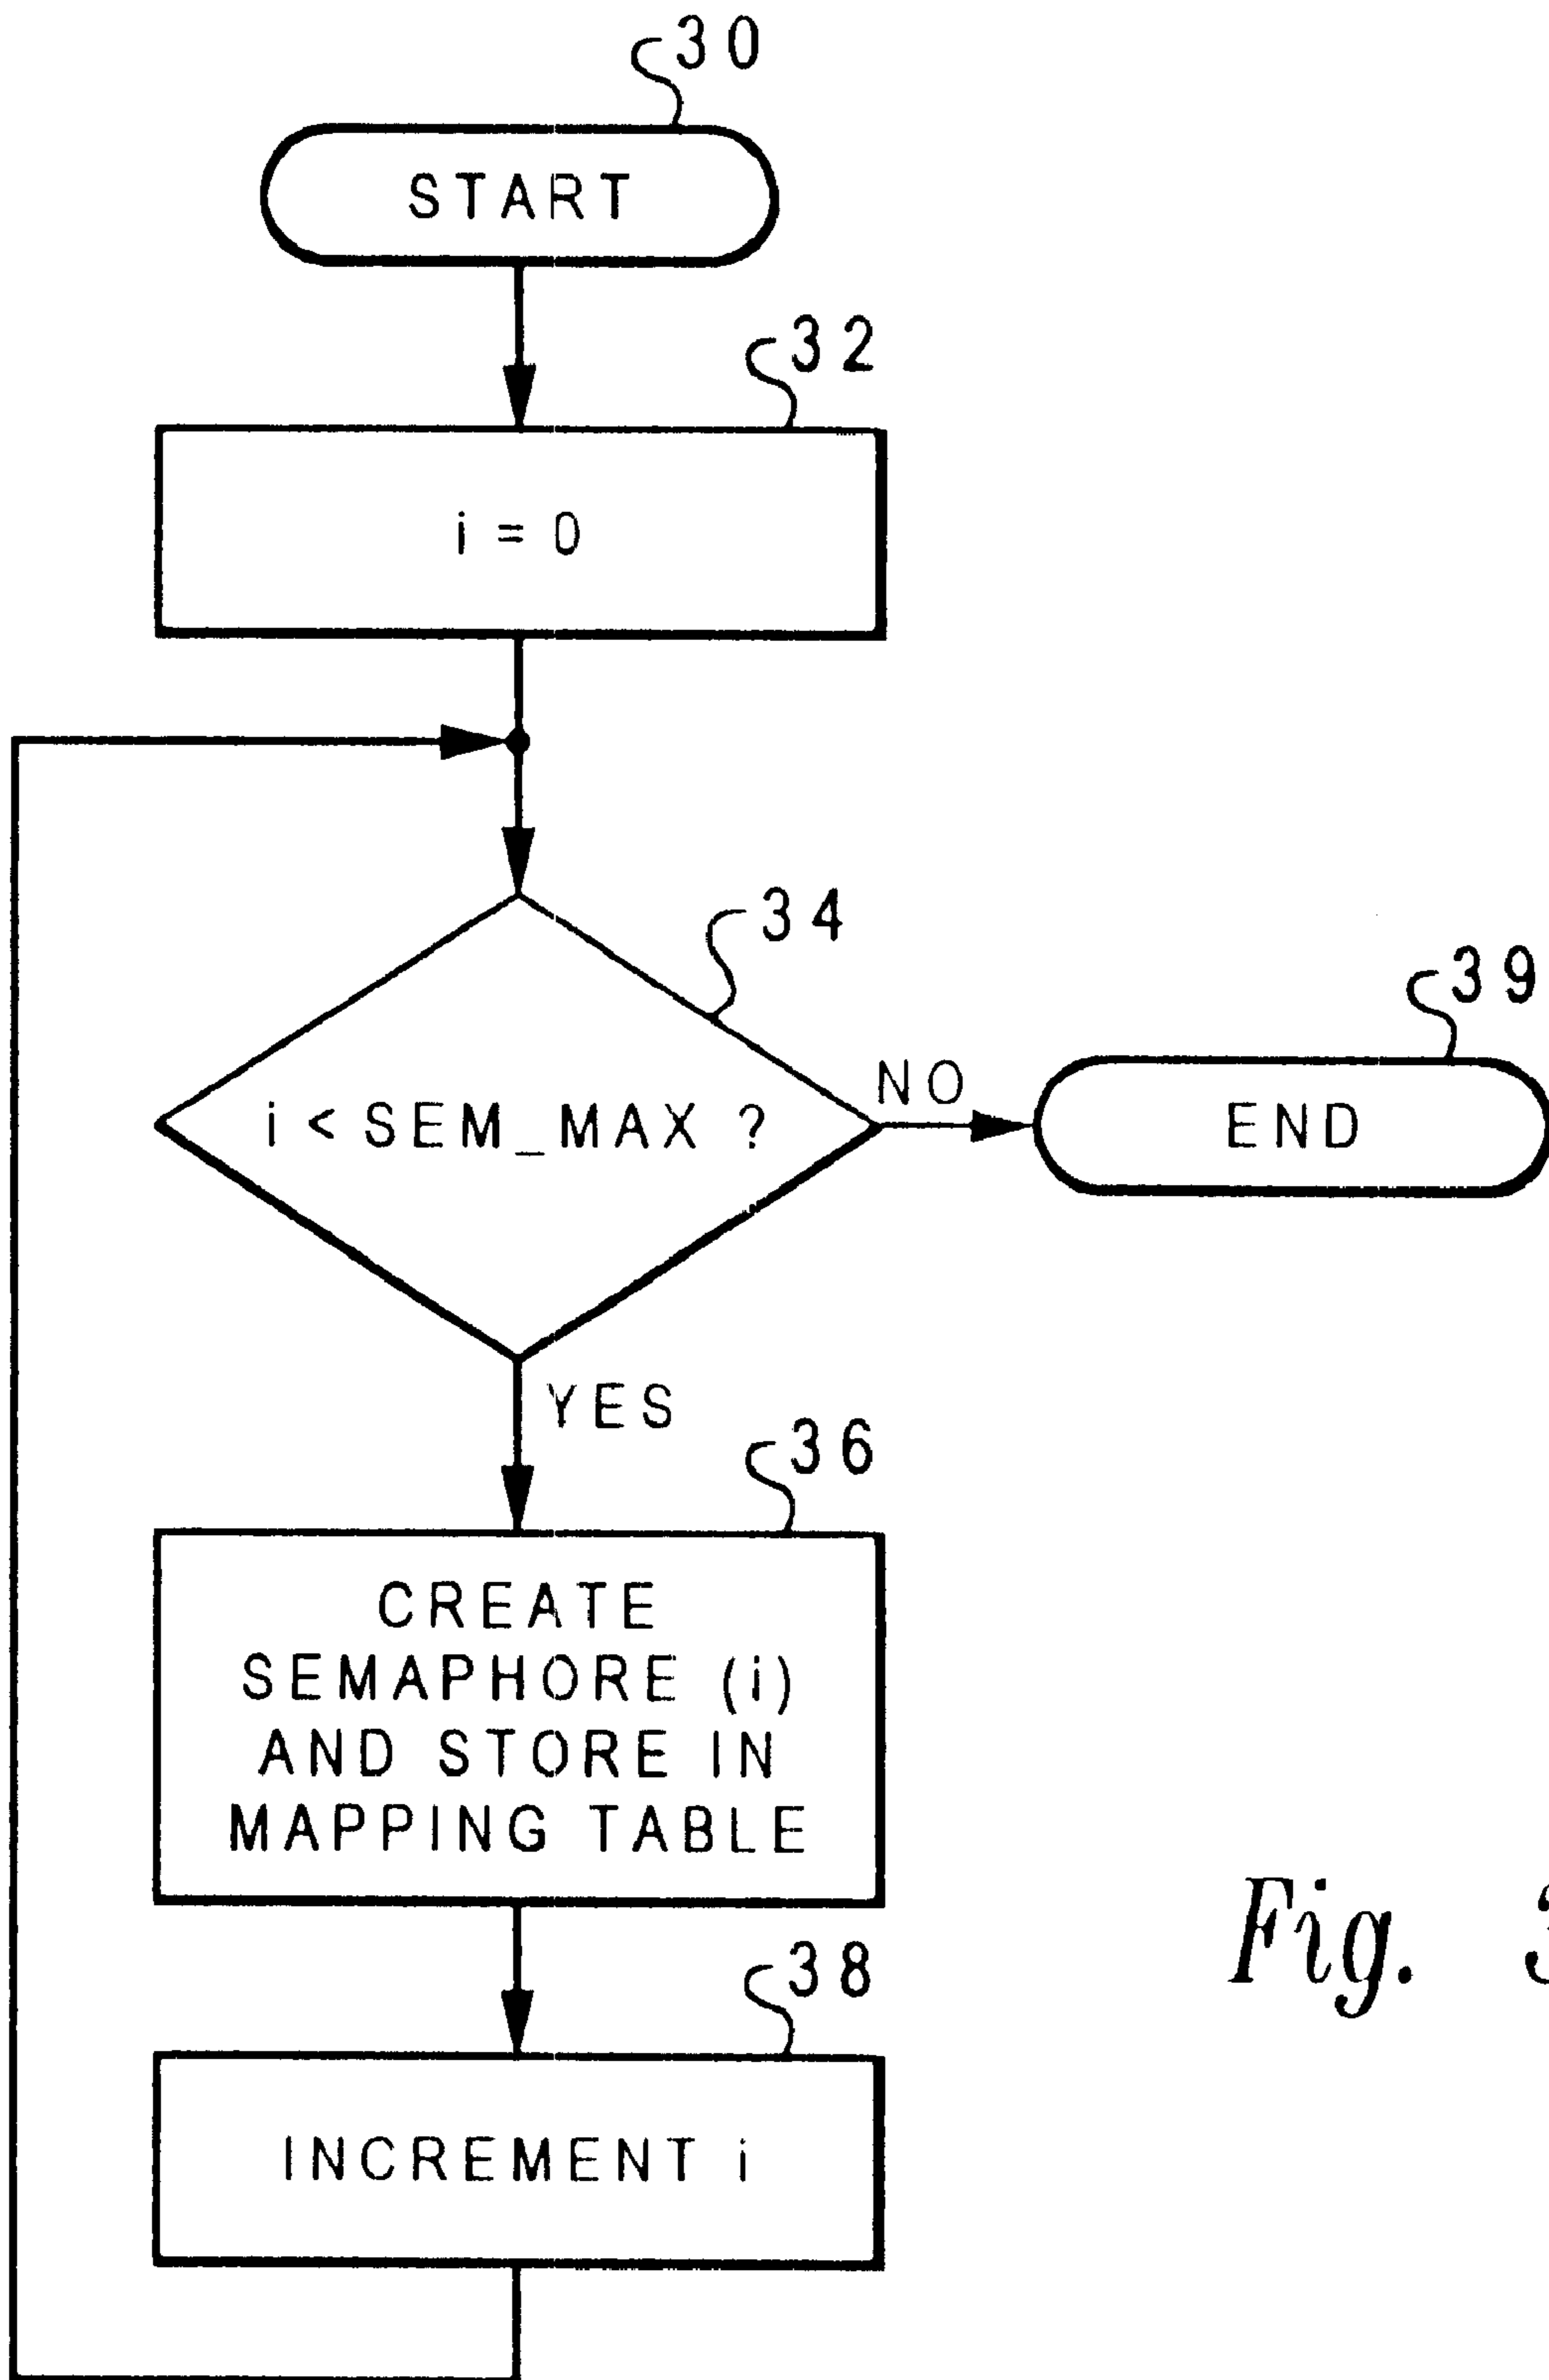 30
START
32
i = 0
34
i < SEM_MAX ?
NO
39
END
YES
36
CREATE
SEMAPHORE (i)
AND STORE IN
MAPPING TABLE
38
INCREMENT i
Fig. 3